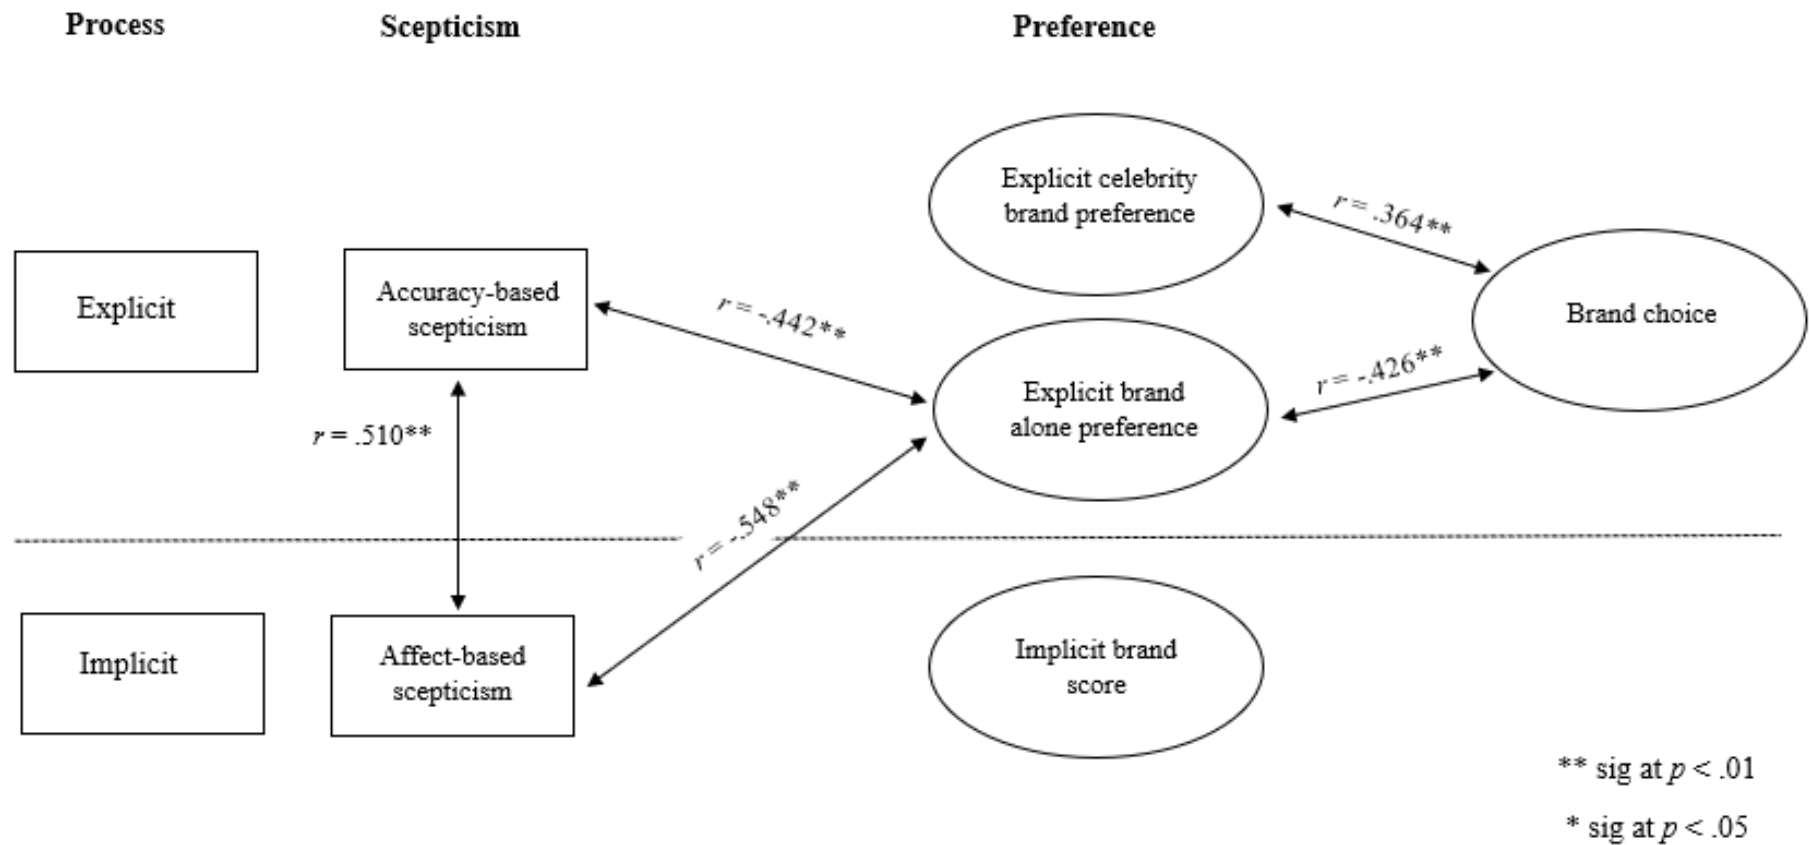 Process
Scepticism
Preference
Explicit celebrity
brand preference
r = .364**
Explicit
Accuracy-based
scepticism
r = -.442**
Brand choice
Explicit brand
alone preference
r = -.426**
r = .510**
r = -.548**
Implicit
Affect-based
scepticism
Implicit brand
score
** sig at p < .01
* sig at p < .05